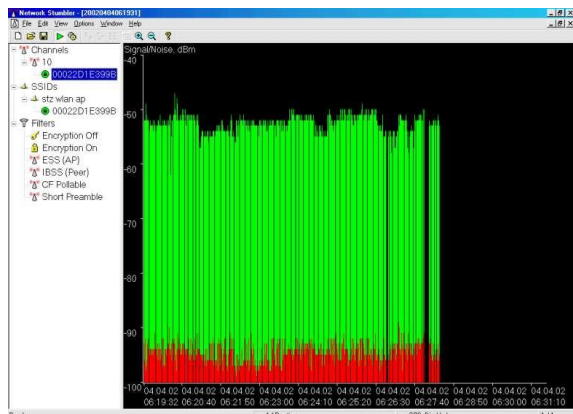 Network Stumbler - [20020404061931]
File Edit View Options Window Help
Channels
10
00022D1E399B
SSIDs
stz wlan ap
00022D1E399B
Filters
Encryption Off
Encryption On
ESS (AP)
IBSS (Peer)
CF Pollable
Short Preamble
Signal/Noise, dBm
-40
-50
-60
-70
-80
-90
-100
04.04.02 04.04.02 04.04.02 04.04.02 04.04.02 04.04.02 04.04.02 04.04.02 04.04.02 04.04.02 04.04.02
06:19:32 06:20:40 06:21:50 06:23:00 06:24:10 06:25:20 06:26:30 06:27:40 06:28:50 06:30:00 06:31:10